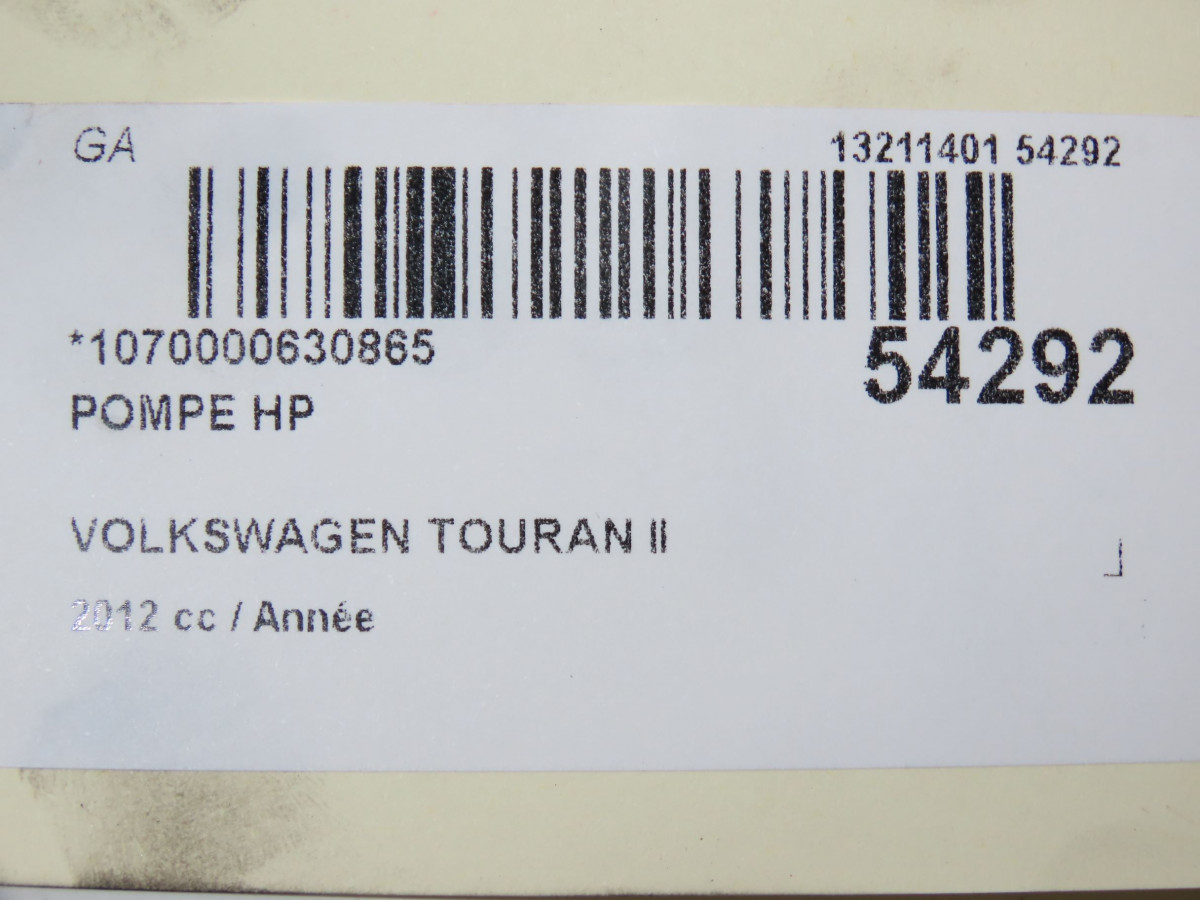 GA
13211401 54292
*1070000630865
54292
POMPE HP
VOLKSWAGEN TOURAN II
2012 cc / Année